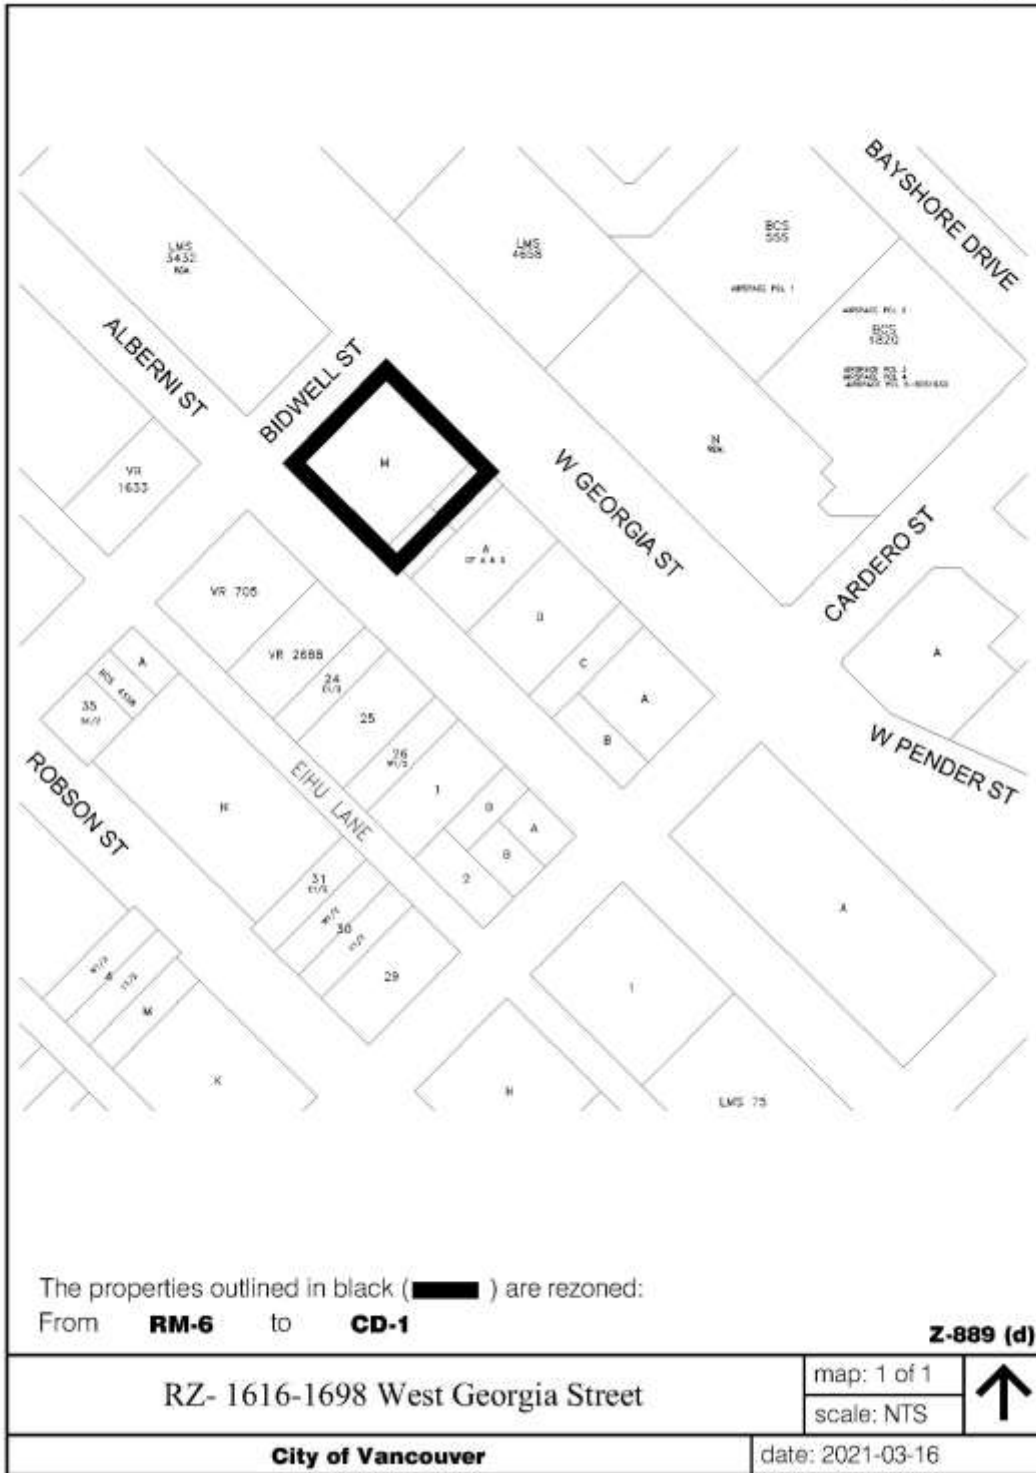 BAYSHORE DRIVE
BCS
555
AIRSPACE PCL 1
LMS
3432
LMS
4658
BCS
ALBERNI ST
BIDWELL ST
VR
1633
N
W GEORGIA ST
CARDERO ST
A
D
C
A
B
A
W PENDER ST
VR 705
VR 2688
24
25
26
1
A
B
2
A
35
ROBSON ST
EIHU LANE
31
30
29
A
1
M
K
H
LMS 75
The properties outlined in black ( ) are rezoned:
From RM-6 to CD-1
Z-889 (d)
RZ- 1616-1698 West Georgia Street
map: 1 of 1
scale: NTS
City of Vancouver
date: 2021-03-16